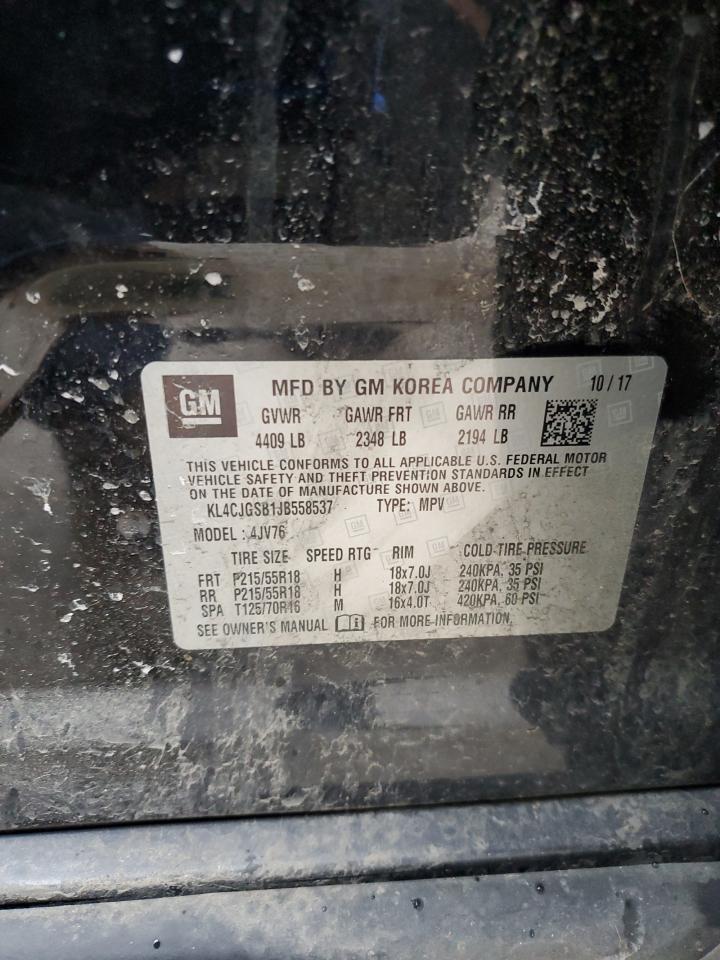 GM
MFD BY GM KOREA COMPANY 10/17
GVWR GAWR FRT GAWR RR
4409 LB 2348 LB 2194 LB
THIS VEHICLE CONFORMS TO ALL APPLICABLE U.S. FEDERAL MOTOR
VEHICLE SAFETY AND THEFT PREVENTION STANDARDS IN EFFECT
ON THE DATE OF MANUFACTURE SHOWN ABOVE.
KL4CJGSB1JB558537 TYPE: MPV
MODEL : 4JV76
TIRE SIZE SPEED RTG RIM COLD TIRE PRESSURE
FRT P215/55R18 H 18x7.0J 240KPA, 35 PSI
RR P215/55R18 H 18x7.0J 240KPA, 35 PSI
SPA T125/70R16 M 16x4.0T 420KPA, 60 PSI
SEE OWNER'S MANUAL FOR MORE INFORMATION.